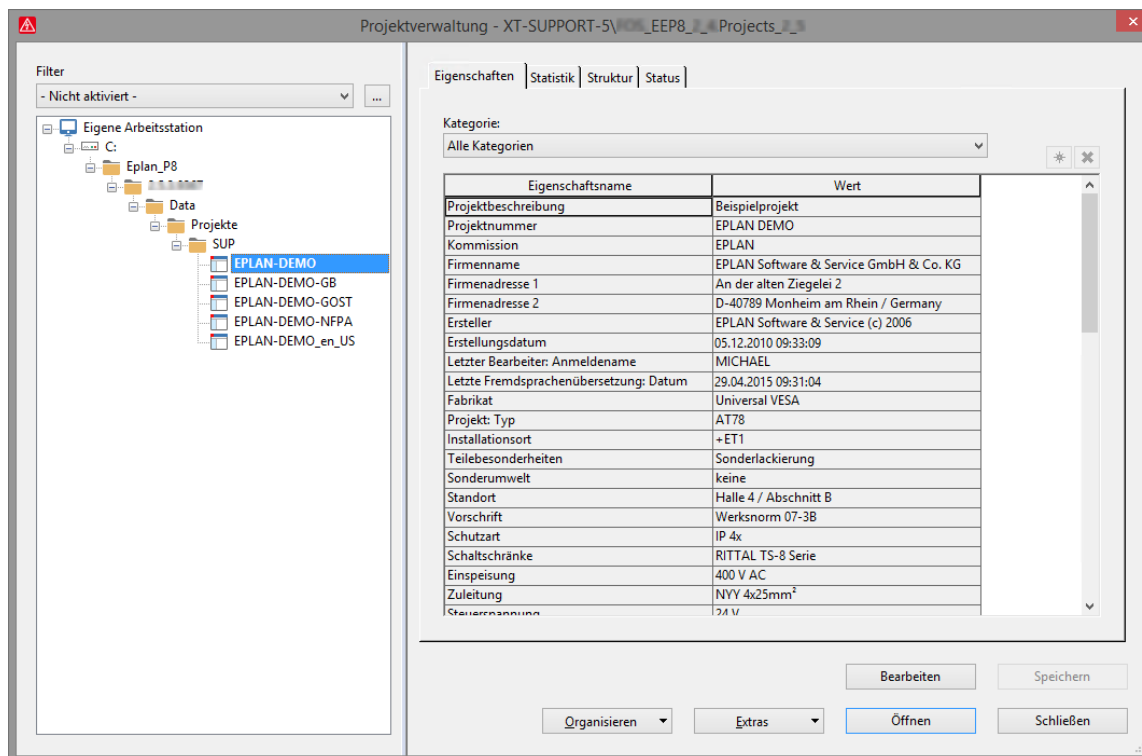 Projektverwaltung - XT-SUPPORT-5\ _EEP8_ Projects_
Filter
- Nicht aktiviert -
...
Eigene Arbeitsstation
C:
Eplan_P8
Data
Projekte
SUP
EPLAN-DEMO
EPLAN-DEMO-GB
EPLAN-DEMO-GOST
EPLAN-DEMO-NFPA
EPLAN-DEMO_en_US
Eigenschaften Statistik Struktur Status
Kategorie:
Alle Kategorien
Eigenschaftsname Wert
Projektbeschreibung Beispielprojekt
Projektnummer EPLAN DEMO
Kommission EPLAN
Firmenname EPLAN Software & Service GmbH & Co. KG
Firmenadresse 1 An der alten Ziegelei 2
Firmenadresse 2 D-40789 Monheim am Rhein / Germany
Ersteller EPLAN Software & Service (c) 2006
Erstellungsdatum 05.12.2010 09:33:09
Letzter Bearbeiter: Anmeldename MICHAEL
Letzte Fremdsprachenübersetzung: Datum 29.04.2015 09:31:04
Fabrikat Universal VESA
Projekt: Typ AT78
Installationsort +ET1
Teilebesonderheiten Sonderlackierung
Sonderumwelt keine
Standort Halle 4 / Abschnitt B
Vorschrift Werksnorm 07-3B
Schutzart IP 4x
Schaltschränke RITTAL TS-8 Serie
Einspeisung 400 V AC
Zuleitung NYY 4x25mm²
Steuerspannung 24 V
Bearbeiten Speichern
Organisieren Extras Öffnen Schließen